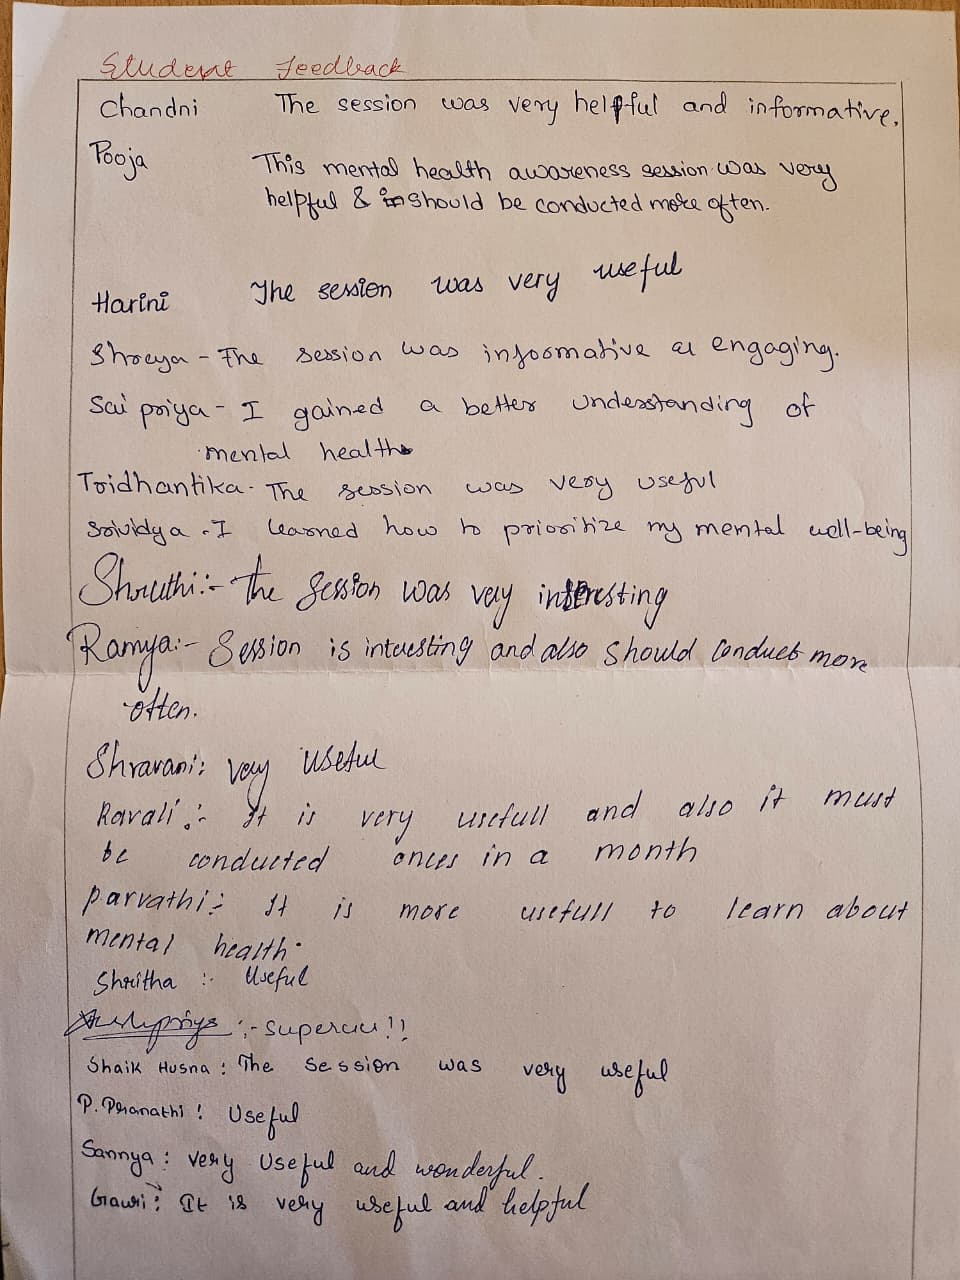 Student Feedback
Chandni The session was very helpful and informative.
Pooja This mental health awareness session was very
helpful & should be conducted more often.
Harini The session was very useful
Shreya - The session was informative & engaging.
Sai priya - I gained a better understanding of
mental health
Tridhantika - The session was very useful
Srividya - I learned how to prioritize my mental well-being
Shruthi :- The session was very interesting
Ramya :- Session is interesting and also should conduct more
often.
Shravani : very useful
Ravali :- It is very usefull and also it must
be conducted onces in a month
parvathi :- It is more usefull to learn about
mental health.
Shritha :- Useful
:- superuu!!
Shaik Husna : The session was very useful
P. Pranathi : Useful
Sannya : very useful and wonderful.
Gauri : It is very useful and helpful